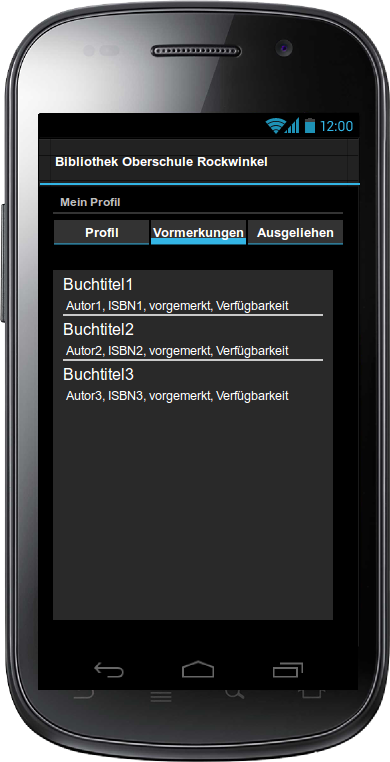 12:00
Bibliothek Oberschule Rockwinkel
Mein Profil
Profil Vormerkungen Ausgeliehen
Buchtitel1
Autor1, ISBN1, vorgemerkt, Verfügbarkeit
Buchtitel2
Autor2, ISBN2, vorgemerkt, Verfügbarkeit
Buchtitel3
Autor3, ISBN3, vorgemerkt, Verfügbarkeit